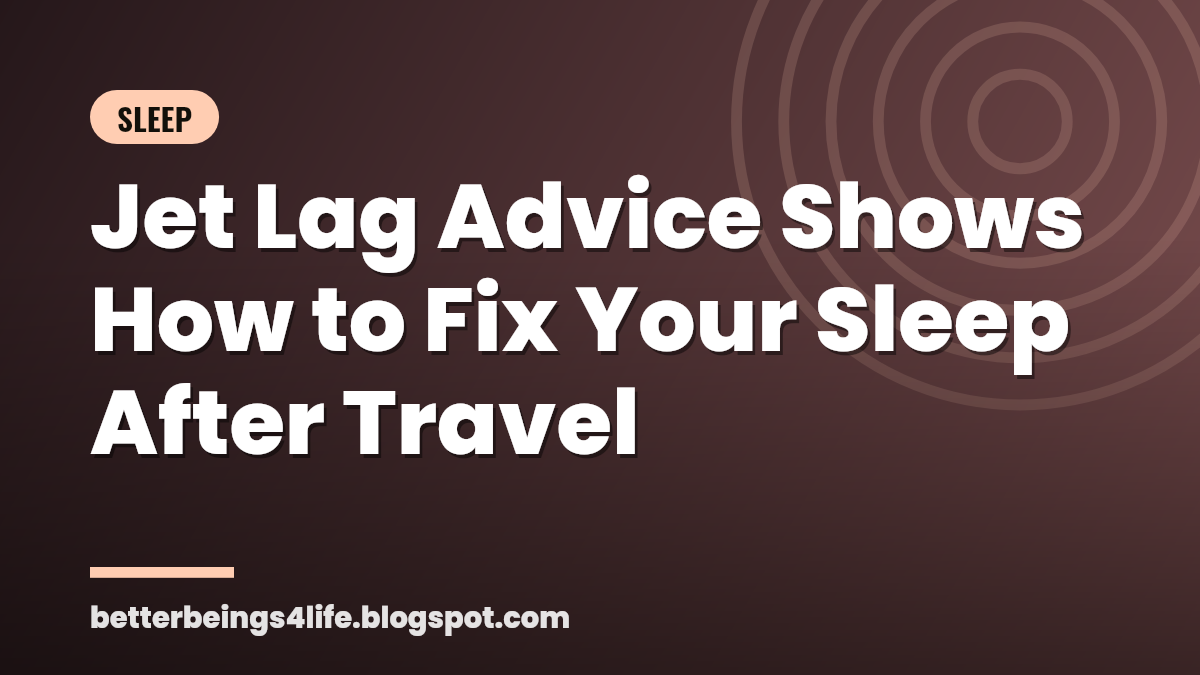 SLEEP
Jet Lag Advice Shows
How to Fix Your Sleep
After Travel
betterbeings4life.blogspot.com